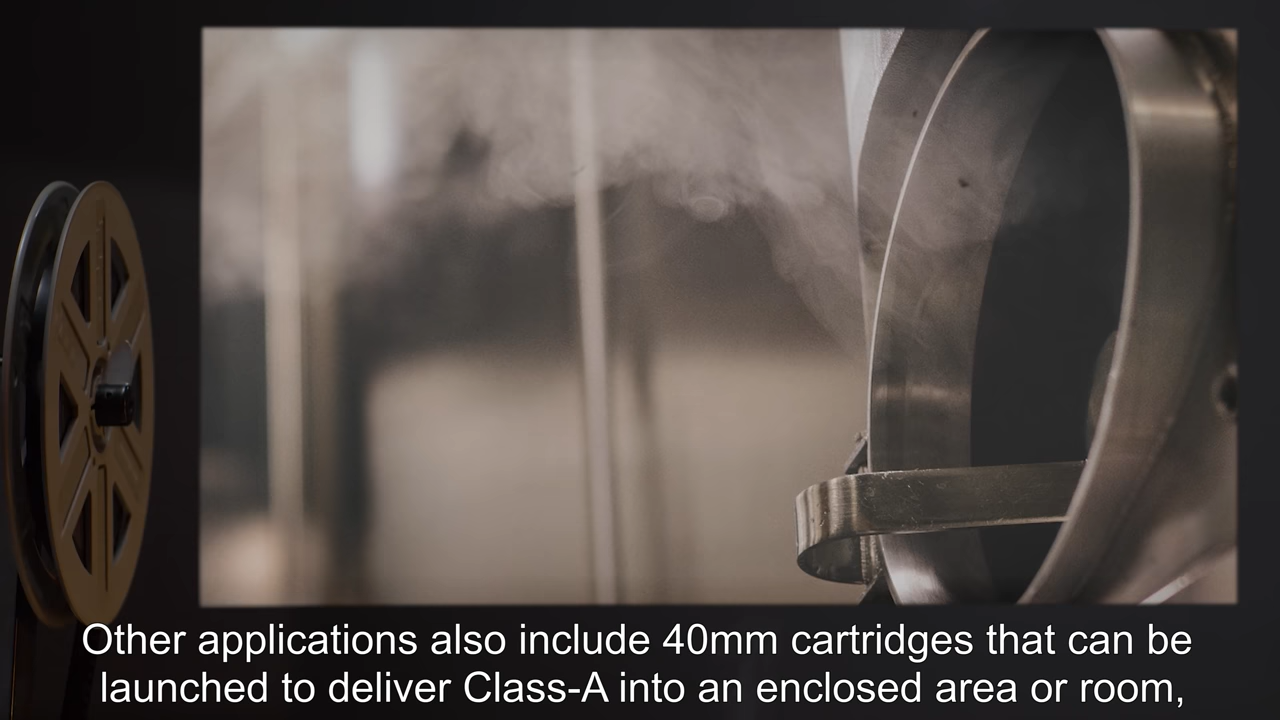 Other applications also include 40mm cartridges that can be
launched to deliver Class-A into an enclosed area or room,